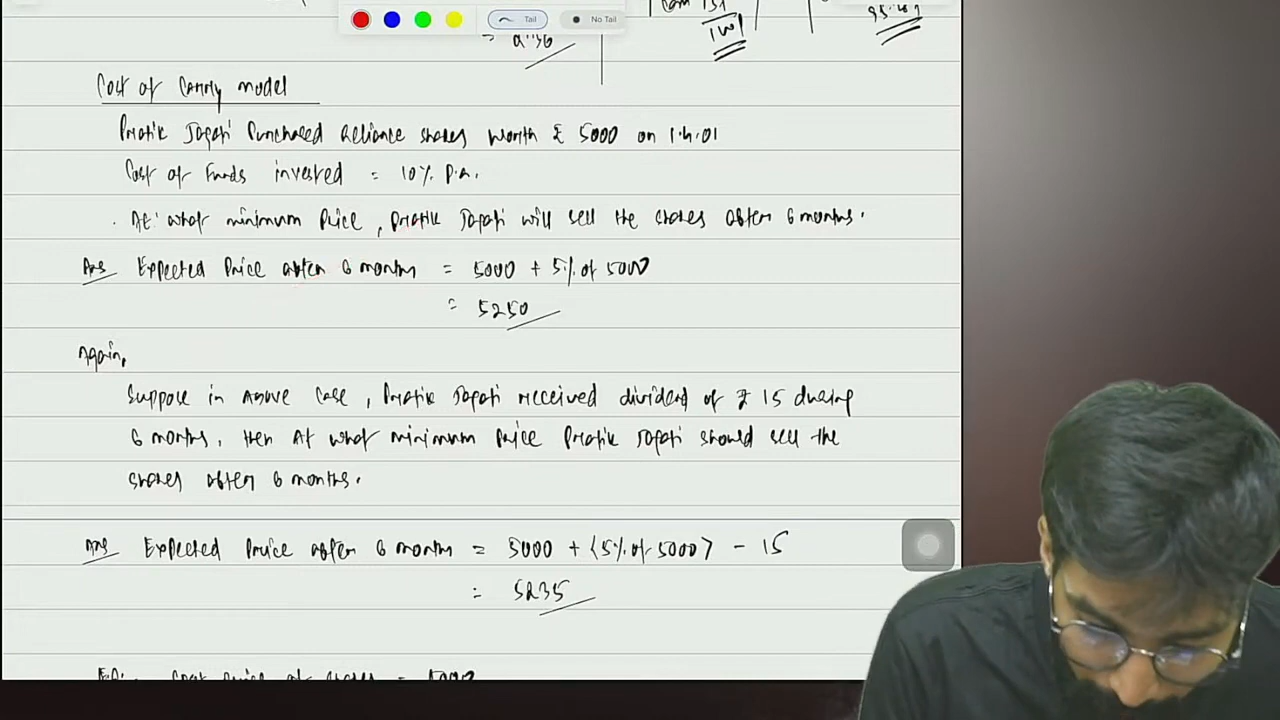 Tail
No Tail
Cost of Carry model
Pratik Jagati Purchased Reliance shares worth ₹ 5000 on 1.4.01
Cost of Funds invested = 10% P.A.
At what minimum Price, Pratik Jagati will sell the shares after 6 months.
Ans Expected Price after 6 months = 5000 + 5% of 5000
= 5250
Again,
Suppose in Above Case, Pratik Jagati received dividend of ₹ 15 during
6 months, then At what minimum Price Pratik Jagati should sell the
shares after 6 months.
Ans Expected Price after 6 months = 5000 + (5% of 5000) - 15
= 5235